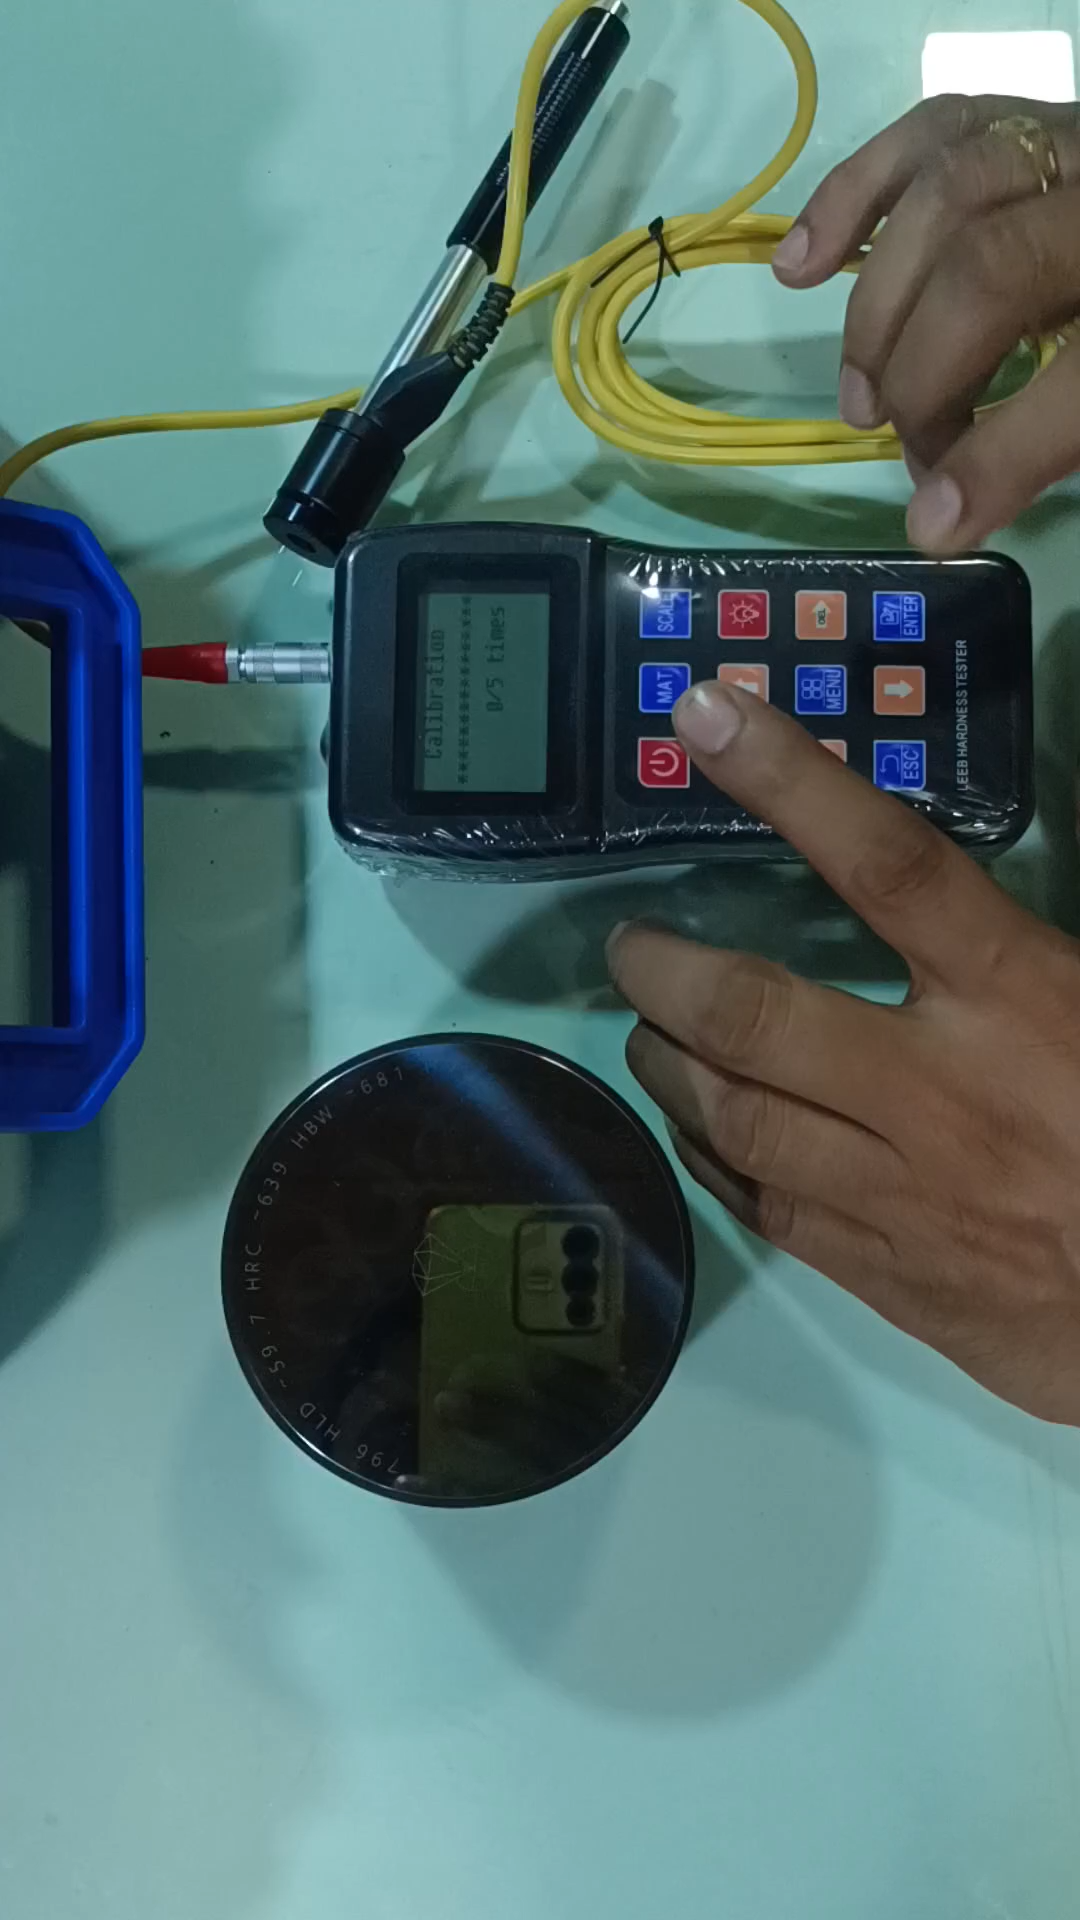 Calibration
********************
0/5 times
SCALE
MAT
DEL
MENU
ENTER
ESC
LEEB HARDNESS TESTER
796 HLD ~59.7 HRC ~639 HBW ~681